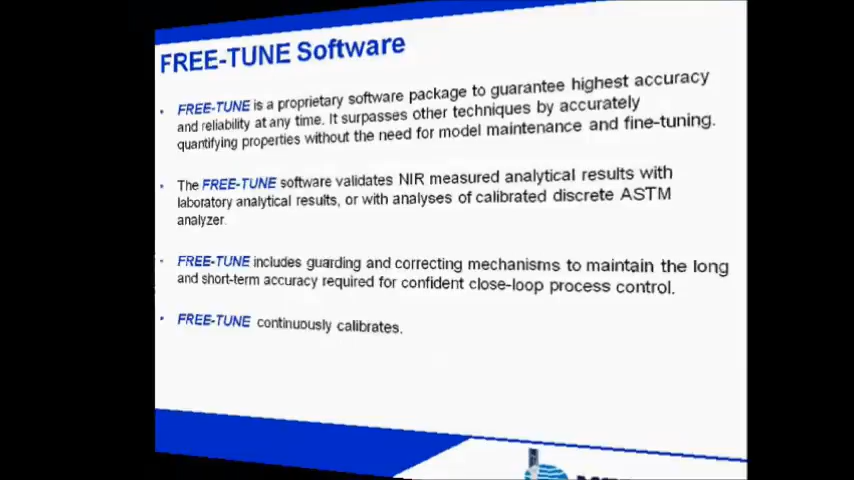 FREE-TUNE Software
• FREE-TUNE is a proprietary software package to guarantee highest accuracy
and reliability at any time. It surpasses other techniques by accurately
quantifying properties without the need for model maintenance and fine-tuning.
• The FREE-TUNE software validates NIR measured analytical results with
laboratory analytical results, or with analyses of calibrated discrete ASTM
analyzer.
• FREE-TUNE includes guarding and correcting mechanisms to maintain the long
and short-term accuracy required for confident close-loop process control.
• FREE-TUNE continuously calibrates.